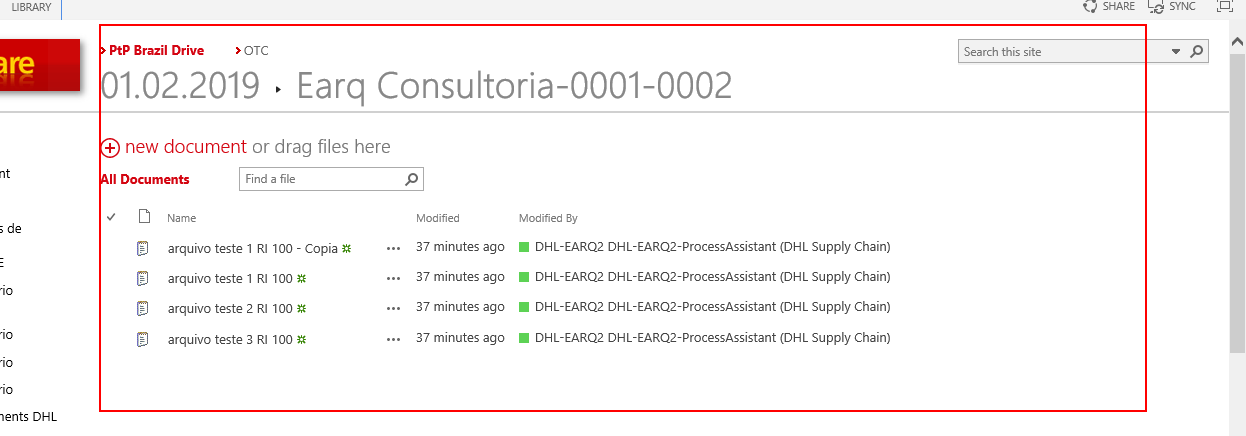 LIBRARY
SHARE SYNC
PtP Brazil Drive OTC
Search this site
are
01.02.2019 ▸ Earq Consultoria-0001-0002
new document or drag files here
All Documents Find a file
Name Modified Modified By
arquivo teste 1 RI 100 - Copia ... 37 minutes ago DHL-EARQ2 DHL-EARQ2-ProcessAssistant (DHL Supply Chain)
arquivo teste 1 RI 100 ... 37 minutes ago DHL-EARQ2 DHL-EARQ2-ProcessAssistant (DHL Supply Chain)
arquivo teste 2 RI 100 ... 37 minutes ago DHL-EARQ2 DHL-EARQ2-ProcessAssistant (DHL Supply Chain)
arquivo teste 3 RI 100 ... 37 minutes ago DHL-EARQ2 DHL-EARQ2-ProcessAssistant (DHL Supply Chain)
nt
s de
E
rio
rio
rio
rio
nents DHL